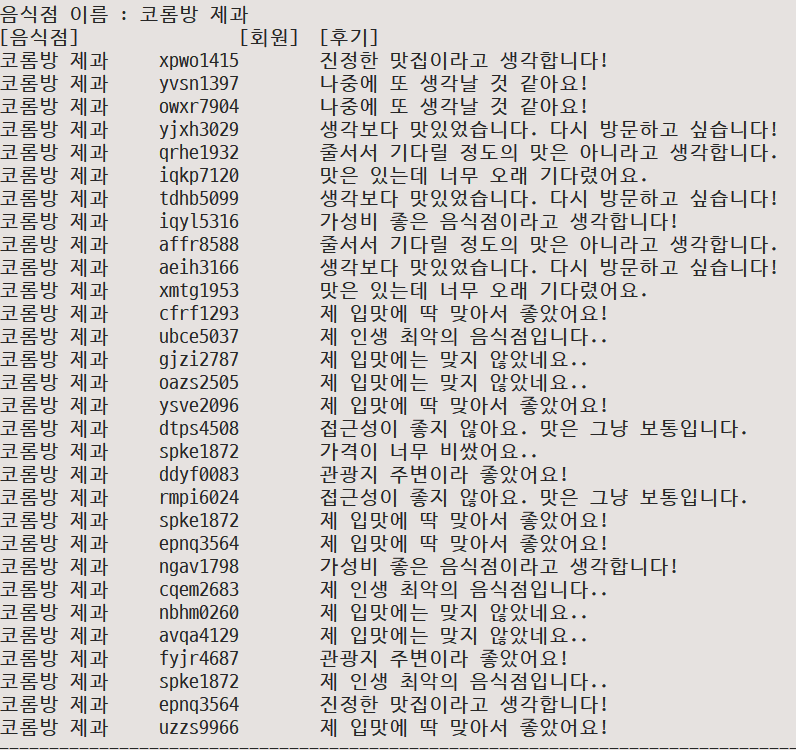 음식점 이름 : 코롬방 제과
[음식점] [회원] [후기]
코롬방 제과 xpwo1415 진정한 맛집이라고 생각합니다!
코롬방 제과 yvsn1397 나중에 또 생각날 것 같아요!
코롬방 제과 owxr7904 나중에 또 생각날 것 같아요!
코롬방 제과 yjxh3029 생각보다 맛있었습니다. 다시 방문하고 싶습니다!
코롬방 제과 qrhe1932 줄서서 기다릴 정도의 맛은 아니라고 생각합니다.
코롬방 제과 iqkp7120 맛은 있는데 너무 오래 기다렸어요.
코롬방 제과 tdhb5099 생각보다 맛있었습니다. 다시 방문하고 싶습니다!
코롬방 제과 iqyl5316 가성비 좋은 음식점이라고 생각합니다!
코롬방 제과 affr8588 줄서서 기다릴 정도의 맛은 아니라고 생각합니다.
코롬방 제과 aeih3166 생각보다 맛있었습니다. 다시 방문하고 싶습니다!
코롬방 제과 xmtg1953 맛은 있는데 너무 오래 기다렸어요.
코롬방 제과 cfrf1293 제 입맛에 딱 맞아서 좋았어요!
코롬방 제과 ubce5037 제 인생 최악의 음식점입니다..
코롬방 제과 gjzi2787 제 입맛에는 맞지 않았네요..
코롬방 제과 oazs2505 제 입맛에는 맞지 않았네요..
코롬방 제과 ysve2096 제 입맛에 딱 맞아서 좋았어요!
코롬방 제과 dtps4508 접근성이 좋지 않아요. 맛은 그냥 보통입니다.
코롬방 제과 spke1872 가격이 너무 비쌌어요..
코롬방 제과 ddyf0083 관광지 주변이라 좋았어요!
코롬방 제과 rmpi6024 접근성이 좋지 않아요. 맛은 그냥 보통입니다.
코롬방 제과 spke1872 제 입맛에 딱 맞아서 좋았어요!
코롬방 제과 epnq3564 제 입맛에 딱 맞아서 좋았어요!
코롬방 제과 ngav1798 가성비 좋은 음식점이라고 생각합니다!
코롬방 제과 cqem2683 제 인생 최악의 음식점입니다..
코롬방 제과 nbhm0260 제 입맛에는 맞지 않았네요..
코롬방 제과 avqa4129 제 입맛에는 맞지 않았네요..
코롬방 제과 fyjr4687 관광지 주변이라 좋았어요!
코롬방 제과 spke1872 제 인생 최악의 음식점입니다..
코롬방 제과 epnq3564 진정한 맛집이라고 생각합니다!
코롬방 제과 uzzs9966 제 입맛에 딱 맞아서 좋았어요!